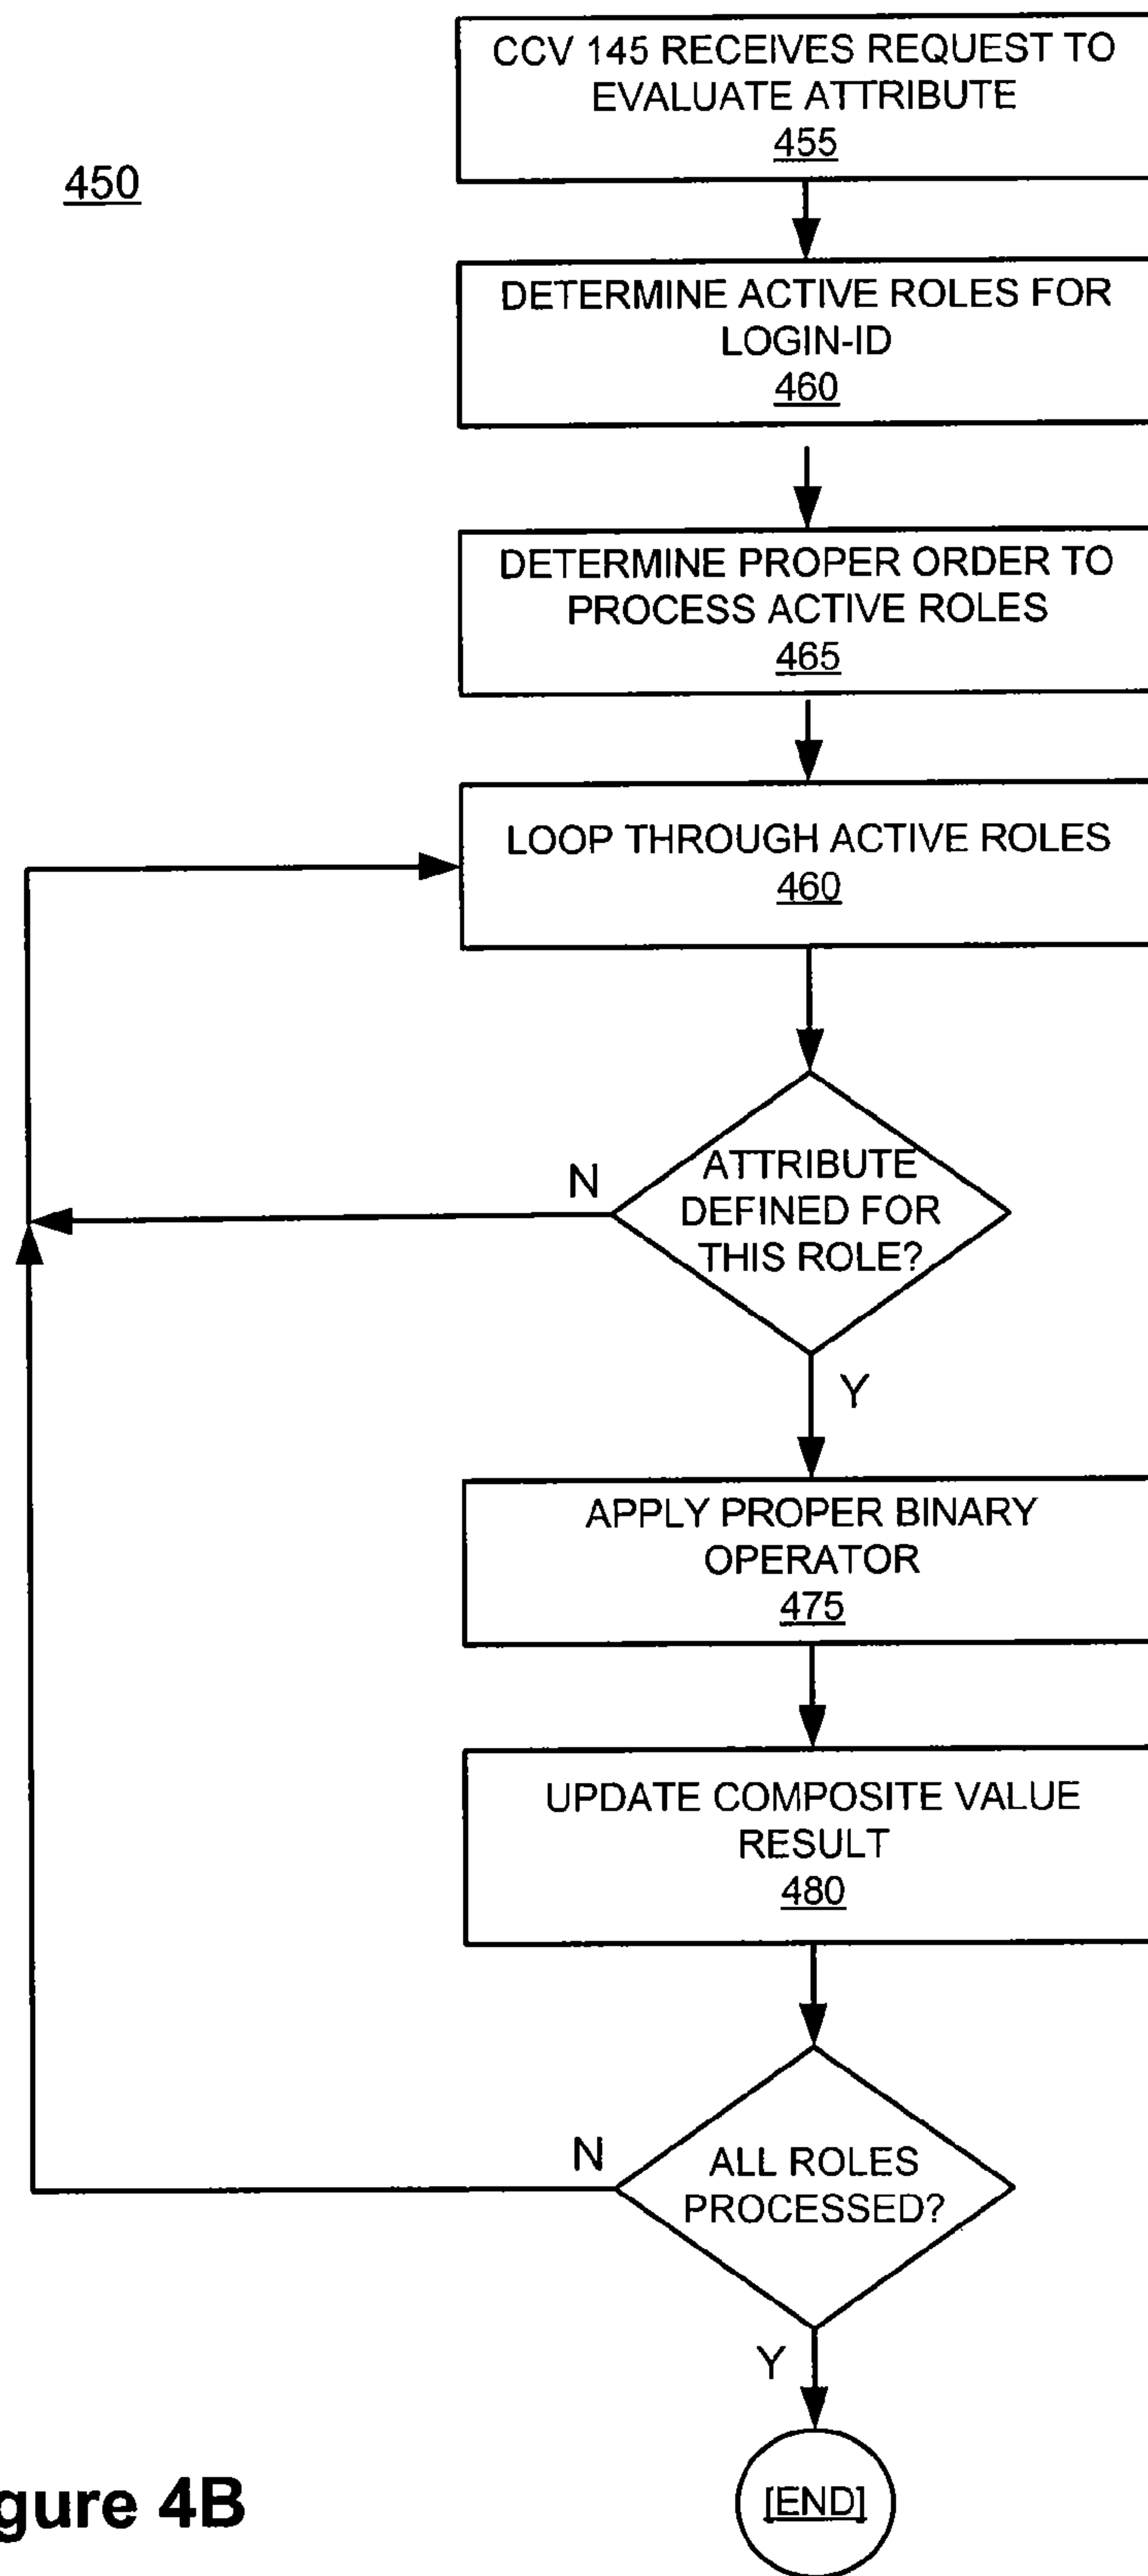 CCV 145 RECEIVES REQUEST TO
EVALUATE ATTRIBUTE
455
450
DETERMINE ACTIVE ROLES FOR
LOGIN-ID
460
DETERMINE PROPER ORDER TO
PROCESS ACTIVE ROLES
465
LOOP THROUGH ACTIVE ROLES
460
N
ATTRIBUTE
DEFINED FOR
THIS ROLE?
Y
APPLY PROPER BINARY
OPERATOR
475
UPDATE COMPOSITE VALUE
RESULT
480
N
ALL ROLES
PROCESSED?
Y
[END]
gure 4B